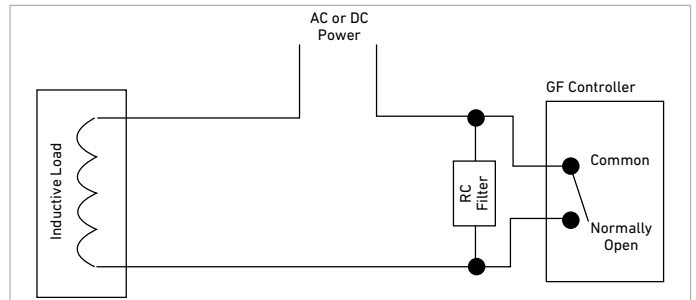 AC or DC
Power
GF Controller
Inductive Load
RC
Filter
Common
Normally
Open